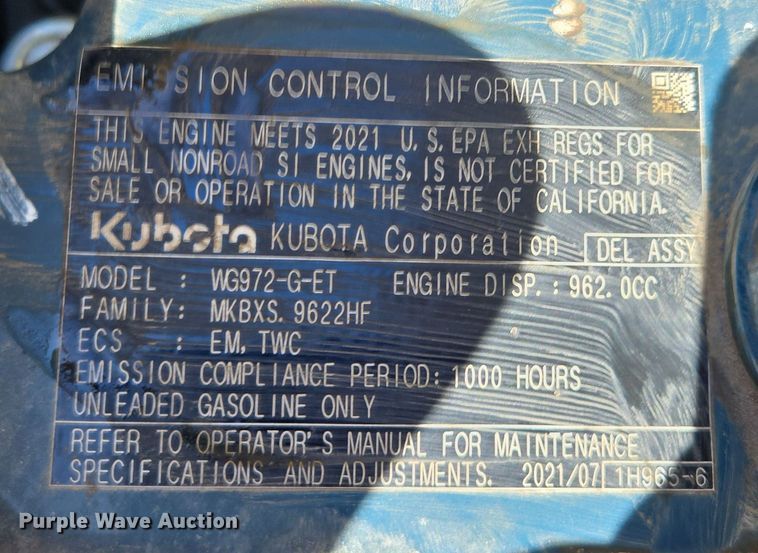 EMISSION CONTROL INFORMATION
THIS ENGINE MEETS 2021 U.S. EPA EXH REGS FOR
SMALL NONROAD SI ENGINES, IS NOT CERTIFIED FOR
SALE OR OPERATION IN THE STATE OF CALIFORNIA.
Kubota KUBOTA Corporation DEL ASSY
MODEL : WG972-G-ET ENGINE DISP. : 962.0CC
FAMILY: MKBXS.9622HF
ECS : EM, TWC
EMISSION COMPLIANCE PERIOD: 1000 HOURS
UNLEADED GASOLINE ONLY
REFER TO OPERATOR'S MANUAL FOR MAINTENANCE
SPECIFICATIONS AND ADJUSTMENTS. 2021/07 1H965-6
Purple Wave Auction